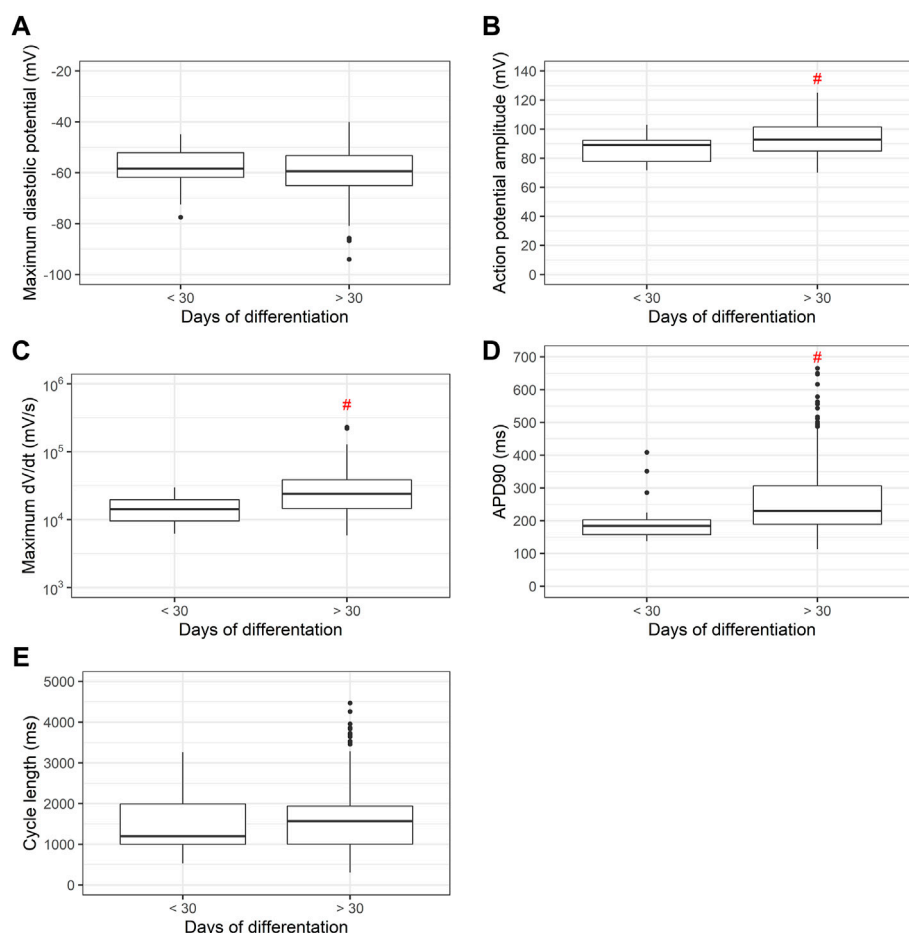 A
Maximum diastolic potential (mV)
-20
-40
-60
-80
-100
< 30
> 30
Days of differentiation
B
Action potential amplitude (mV)
140
120
100
80
60
40
20
0
#
< 30
> 30
Days of differentiation
C
Maximum dV/dt (mV/s)
10⁶
10⁵
10⁴
10³
#
< 30
> 30
Days of differentation
D
APD90 (ms)
700
600
500
400
300
200
100
0
#
< 30
> 30
Days of differentiation
E
Cycle length (ms)
5000
4000
3000
2000
1000
0
< 30
> 30
Days of differentation